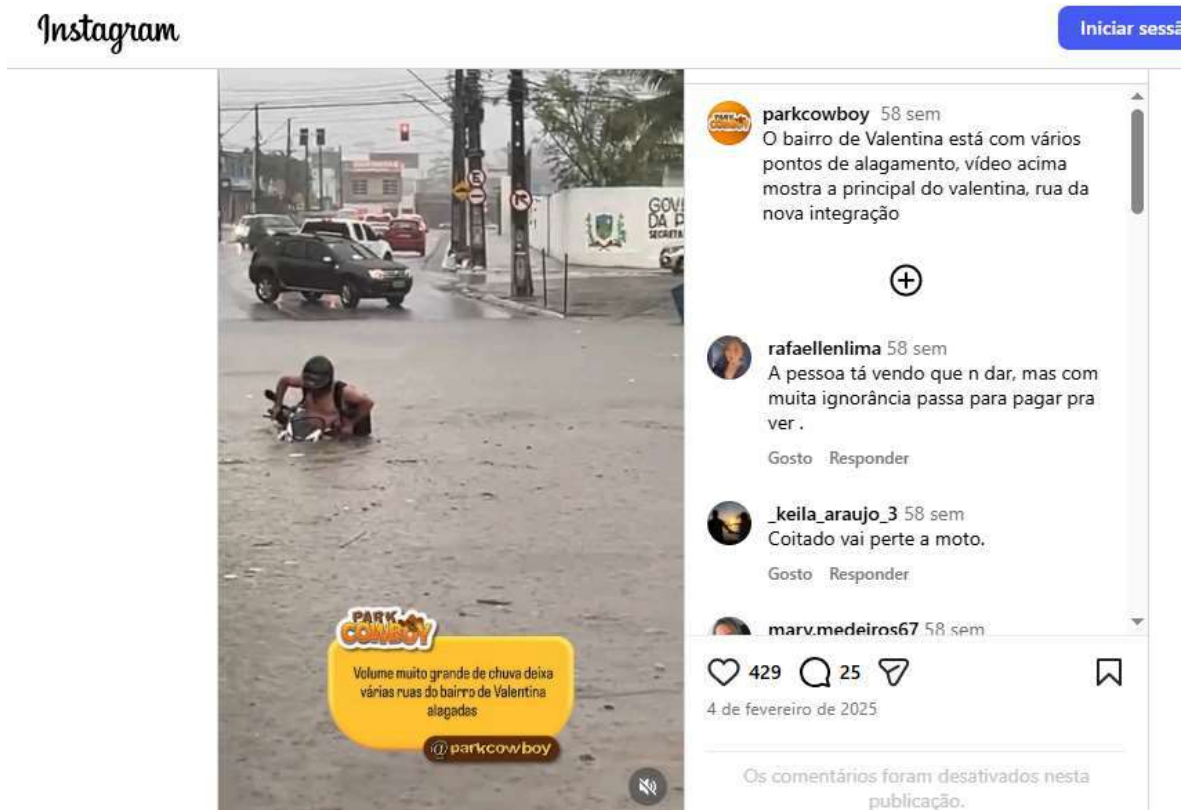 Instagram
Iniciar sess
parkcowboy 58 sem
O bairro de Valentina está com vários
pontos de alagamento, vídeo acima
mostra a principal do valentina, rua da
nova integração
rafaellenlima 58 sem
A pessoa tá vendo que n dar, mas com
muita ignorância passa para pagar pra
ver .
Gosto Responder
_keila_araujo_3 58 sem
Coitado vai perte a moto.
Gosto Responder
mary.medeiros67 58 sem
429 25
4 de fevereiro de 2025
Os comentários foram desativados nesta
publicação.
GOV
DA P
SECRETA
PARK
COWBOY
Volume muito grande de chuva deixa
várias ruas do bairro de Valentina
alagadas
@parkcowboy